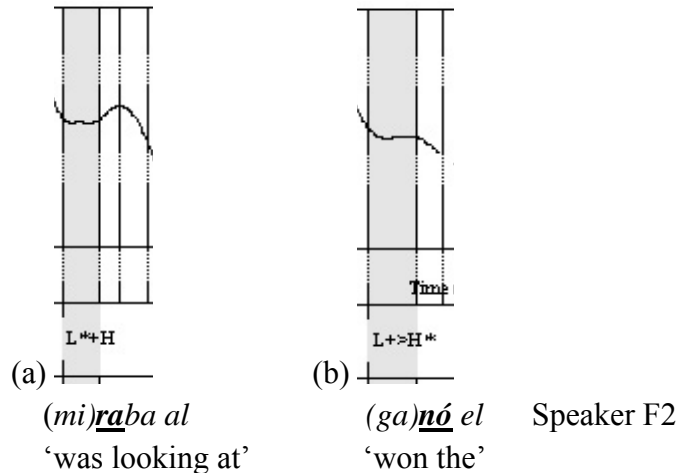 Time
L*+H L+>H*
(a) (b)
(mi)raba al (ga)nó el Speaker F2
‘was looking at’ ‘won the’